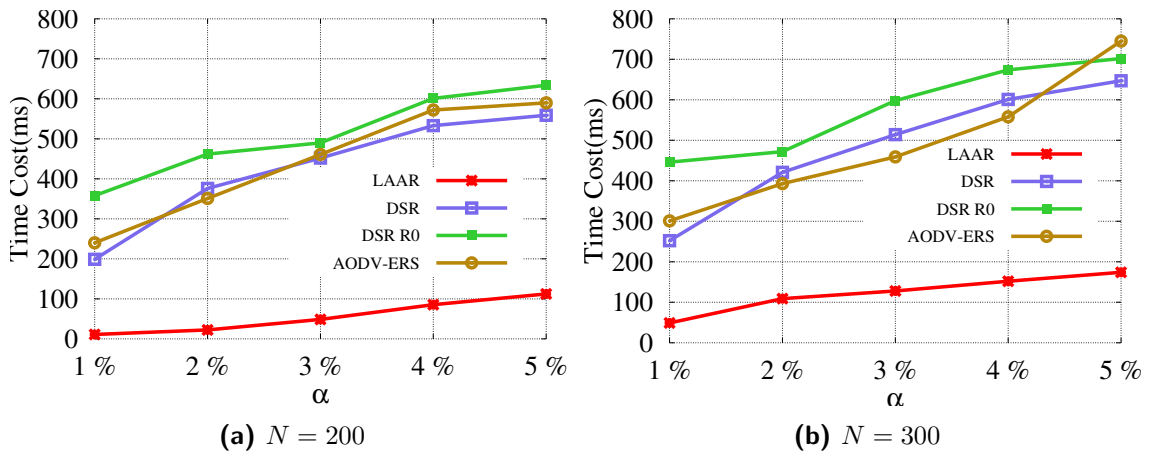 800
700
600
500
400
300
200
100
0
Time Cost(ms)
LAAR
DSR
DSR R0
AODV-ERS
1 % 2 % 3 % 4 % 5 %
α
(a) N = 200
800
700
600
500
400
300
200
100
0
Time Cost(ms)
LAAR
DSR
DSR R0
AODV-ERS
1 % 2 % 3 % 4 % 5 %
α
(b) N = 300